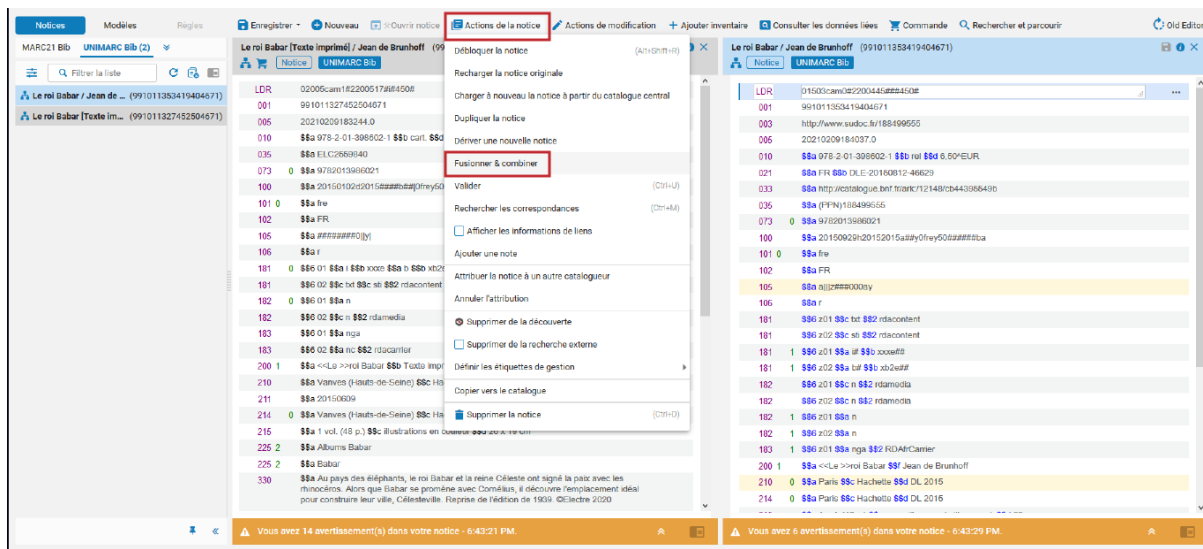 Notices Modèles Règles Enregistrer Nouveau Ouvrir notice Actions de la notice Actions de modification Ajouter inventaire Consulter les données liées Commande Rechercher et parcourir Old Editor
MARC21 Bib UNIMARC Bib (2)
Filtrer la liste
Le roi Babar / Jean de ... (991011353419404671)
Le roi Babar [Texte im... (991011327452504671)
Le roi Babar [Texte imprimé] / Jean de Brunhoff (99
Notice UNIMARC Bib
LDR 02005cam1#2200517#i#450#
001 991011327452504671
005 20210209183244.0
010 $$a 978-2-01-398602-1 $$b cart. $$d
035 $$a ELC2559940
073 0 $$a 9782013986021
100 $$a 20150102d2015####b##|0frey50
101 0 $$a fre
102 $$a FR
105 $$a ########0||y|
106 $$a r
181 0 $$6 01 $$a i $$b xxxe $$a b $$b xb2e
181 $$6 02 $$c txt $$c sti $$2 rdacontent
182 0 $$6 01 $$a n
182 $$6 02 $$c n $$2 rdamedia
183 $$6 01 $$a nga
183 $$6 02 $$a nc $$2 rdacarrier
200 1 $$a <<Le >>roi Babar $$b Texte impr
210 $$a Vanves (Hauts-de-Seine) $$c Ha
211 $$a 20150609
214 0 $$a Vanves (Hauts-de-Seine) $$c Ha
215 $$a 1 vol. (48 p.) $$c illustrations en couleur $$d 26 x 19 cm
225 2 $$a Albums Babar
225 2 $$a Babar
330 $$a Au pays des éléphants, le roi Babar et la reine Céleste ont signé la paix avec les
rhinocéros. Alors que Babar se promène avec Cornélius, il découvre l'emplacement idéal
pour construire leur ville, Célesteville. Reprise de l'édition de 1939. ©Electre 2020
Vous avez 14 avertissement(s) dans votre notice - 6:43:21 PM.
Débloquer la notice (Alt+Shift+R)
Recharger la notice originale
Charger à nouveau la notice à partir du catalogue central
Dupliquer la notice
Dériver une nouvelle notice
Fusionner & combiner
Valider (Ctrl+U)
Rechercher les correspondances (Ctrl+M)
Afficher les informations de liens
Ajouter une note
Attribuer la notice à un autre catalogueur
Annuler l'attribution
Supprimer de la découverte
Supprimer de la recherche externe
Définir les étiquettes de gestion
Copier vers le catalogue
Supprimer la notice (Ctrl+D)
Le roi Babar / Jean de Brunhoff (991011353419404671)
Notice UNIMARC Bib
LDR 01503cam0#2200445###450#
001 991011353419404671
003 http://www.sudoc.fr/188499555
005 20210209184037.0
010 $$a 978-2-01-398602-1 $$b rel $$d 6,50^EUR
021 $$a FR $$b DLE-20150812-46629
033 $$a http://catalogue.bnf.fr/ark:/12148/cb44395649b
035 $$a (PPN)188499555
073 0 $$a 9782013986021
100 $$a 20150929h20152015a##y0frey50######ba
101 0 $$a fre
102 $$a FR
105 $$a a|||z###000ay
106 $$a r
181 $$6 z01 $$c txt $$2 rdacontent
181 $$6 z02 $$c sti $$2 rdacontent
181 1 $$6 z01 $$a i# $$b xxxe##
181 1 $$6 z02 $$a b# $$b xb2e##
182 $$6 z01 $$c n $$2 rdamedia
182 $$6 z02 $$c n $$2 rdamedia
182 1 $$6 z01 $$a n
182 1 $$6 z02 $$a n
183 1 $$6 z01 $$a nga $$2 RDAfrCarrier
200 1 $$a <<Le >>roi Babar $$f Jean de Brunhoff
210 0 $$a Paris $$c Hachette $$d DL 2015
214 0 $$a Paris $$c Hachette $$d DL 2015
Vous avez 6 avertissement(s) dans votre notice - 6:43:29 PM.